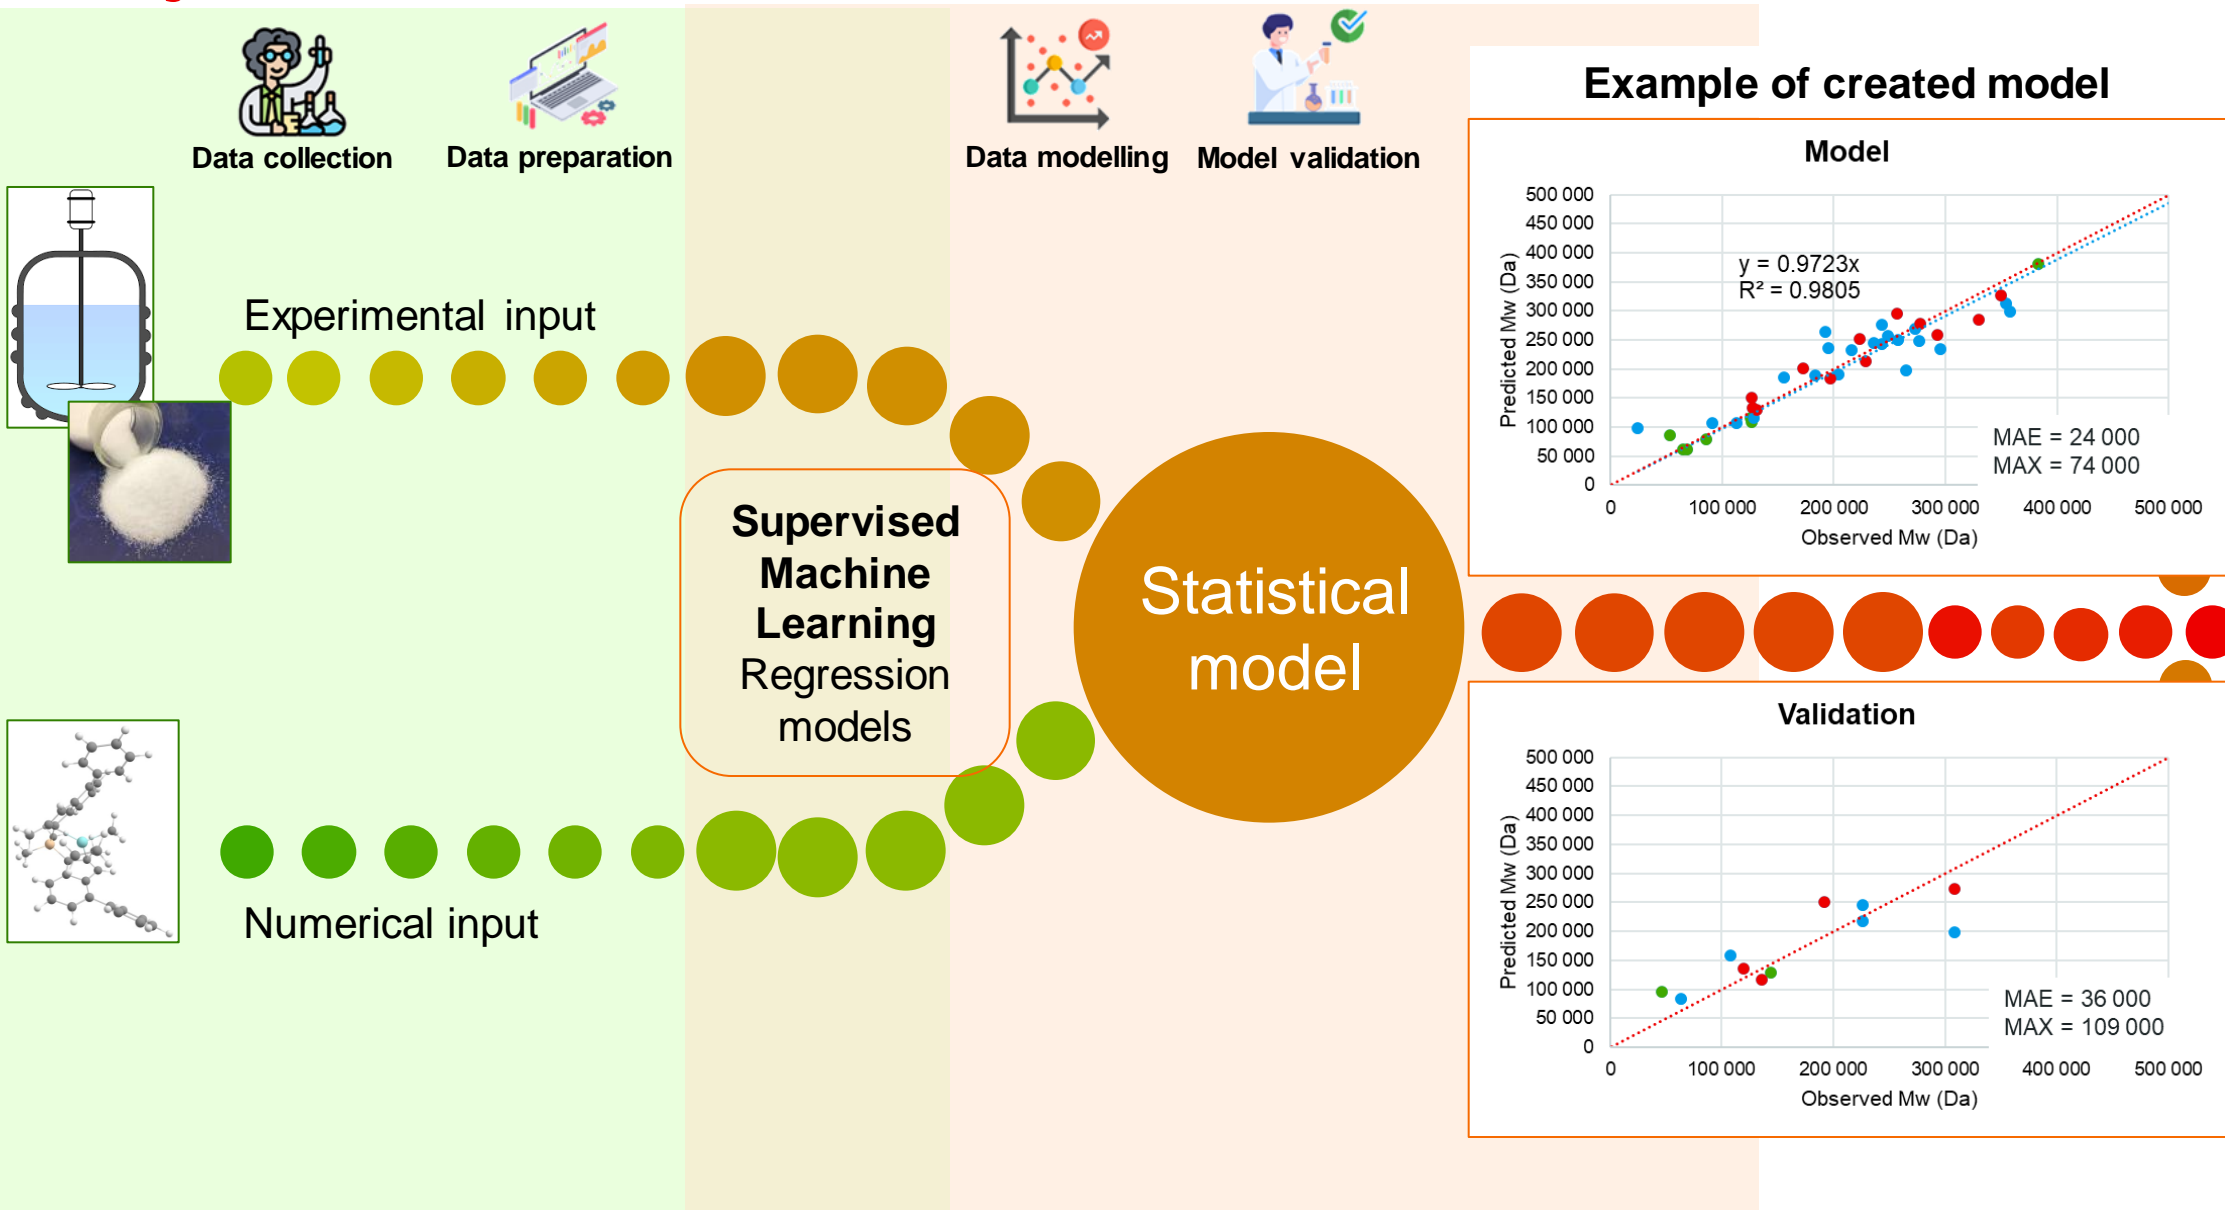 Data collection
Data preparation
Data modelling
Model validation
Example of created model
Experimental input
Supervised
Machine
Learning
Regression
models
Statistical
model
Numerical input
Model
500 000
450 000
400 000
350 000
300 000
250 000
200 000
150 000
100 000
50 000
0
Predicted Mw (Da)
y = 0.9723x
R² = 0.9805
MAE = 24 000
MAX = 74 000
0
100 000
200 000
300 000
400 000
500 000
Observed Mw (Da)
Validation
500 000
450 000
400 000
350 000
300 000
250 000
200 000
150 000
100 000
50 000
0
Predicted Mw (Da)
MAE = 36 000
MAX = 109 000
0
100 000
200 000
300 000
400 000
500 000
Observed Mw (Da)